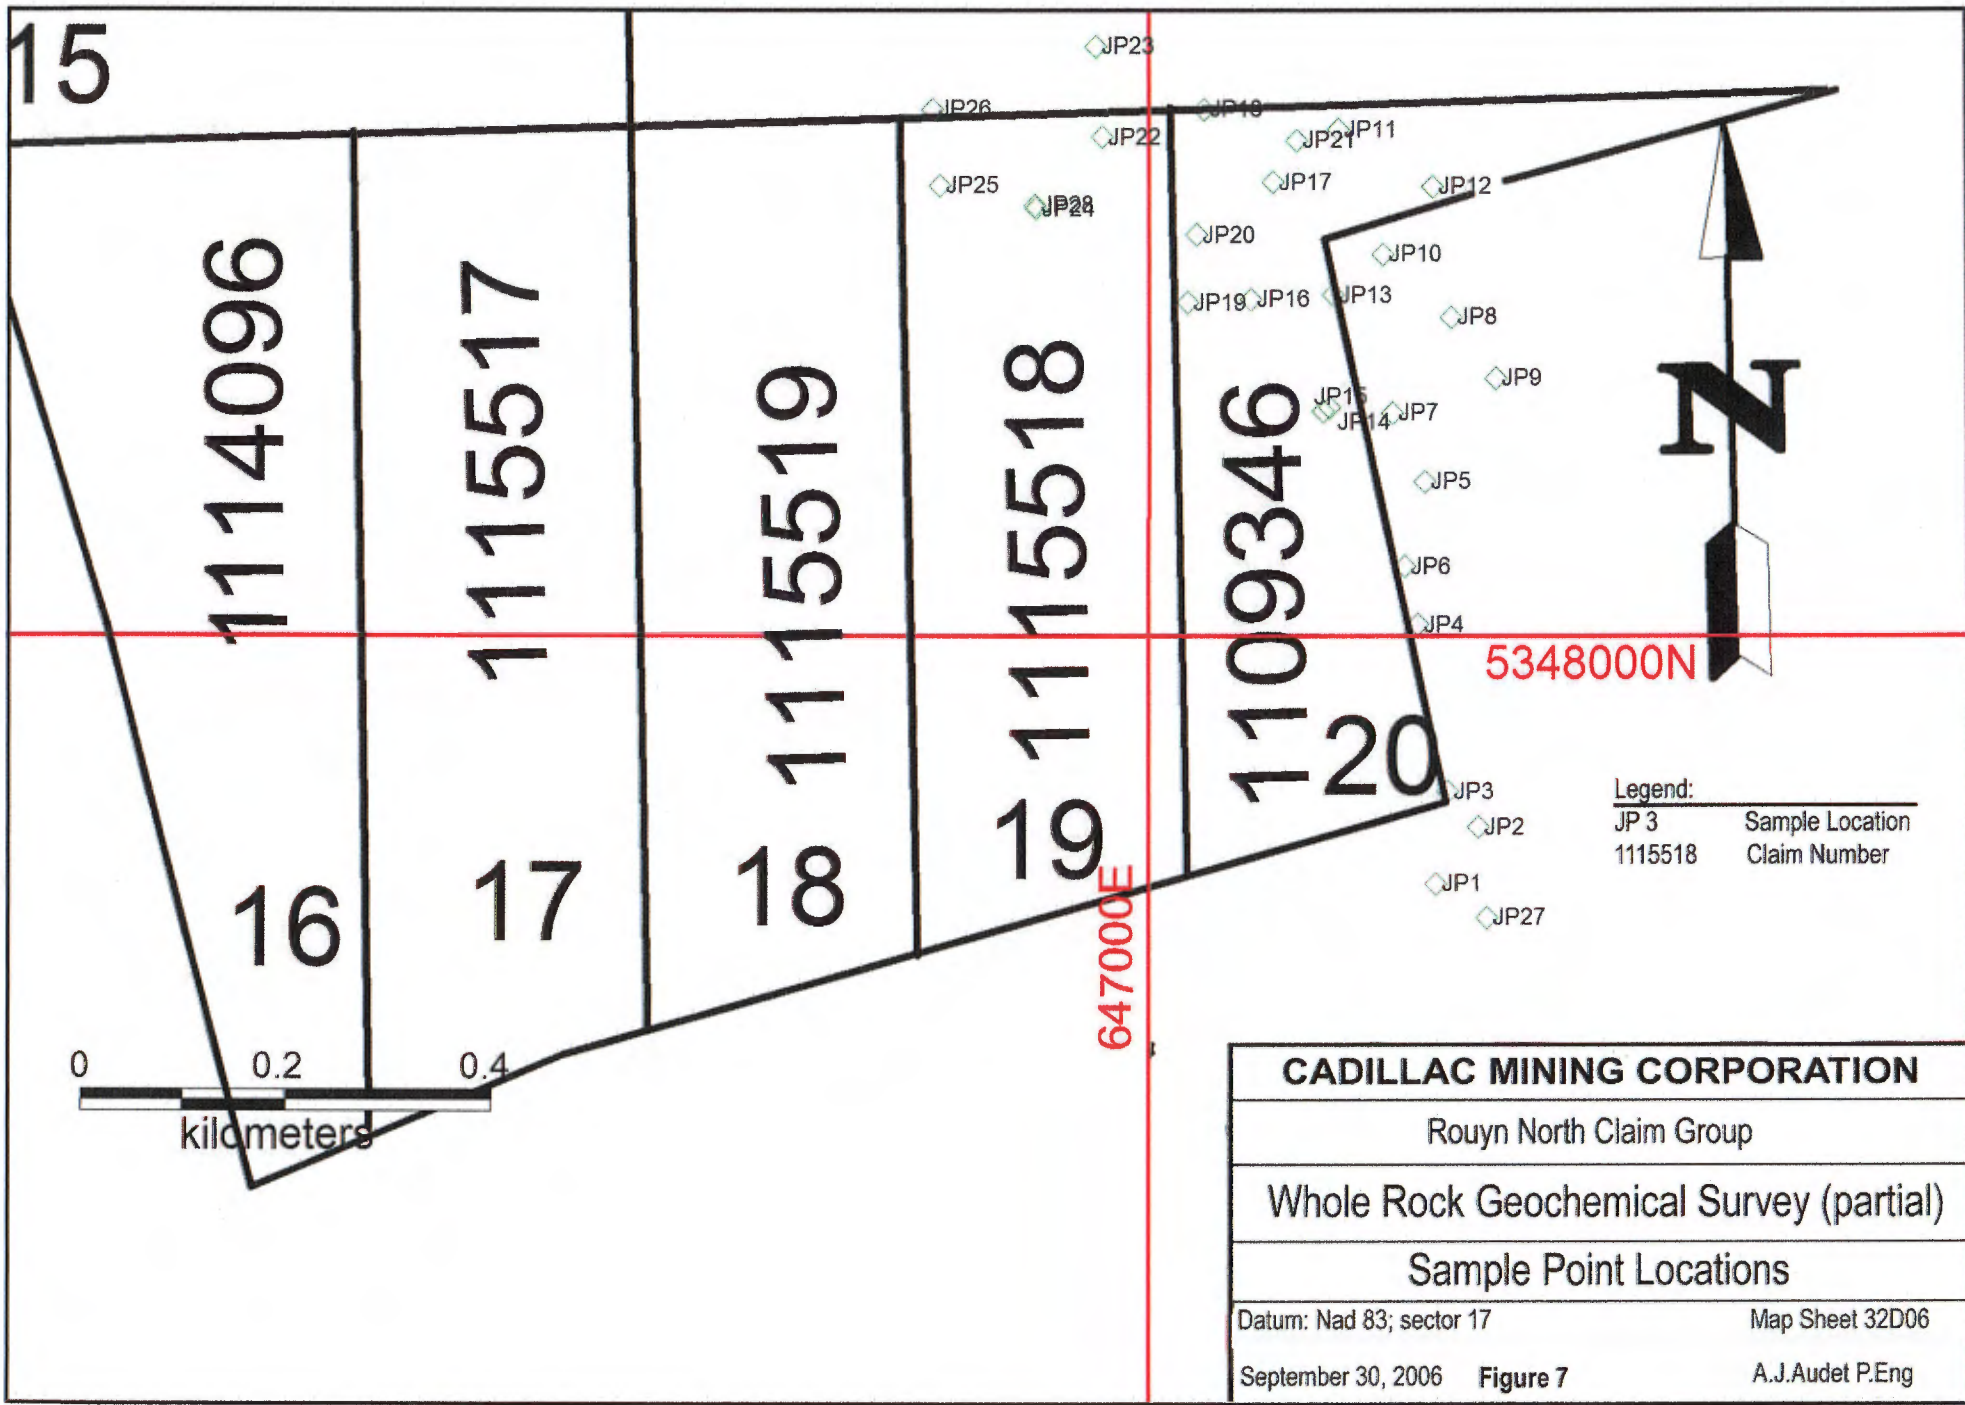 15
JP23
JP26
JP18
JP22
JP11
JP21
JP25
JP17
JP12
JP28
JP24
JP20
JP10
JP19
JP16
JP13
JP8
JP9
JP15
JP14
JP7
JP5
JP6
JP4
1114096
1115517
1115519
1115518
1109346
5348000N
20
JP3
JP2
JP1
JP27
16
17
18
19
647000E
Legend:
JP 3 Sample Location
1115518 Claim Number
0 0.2 0.4
kilometers
N
CADILLAC MINING CORPORATION
Rouyn North Claim Group
Whole Rock Geochemical Survey (partial)
Sample Point Locations
Datum: Nad 83; sector 17 Map Sheet 32D06
September 30, 2006 Figure 7 A.J.Audet P.Eng